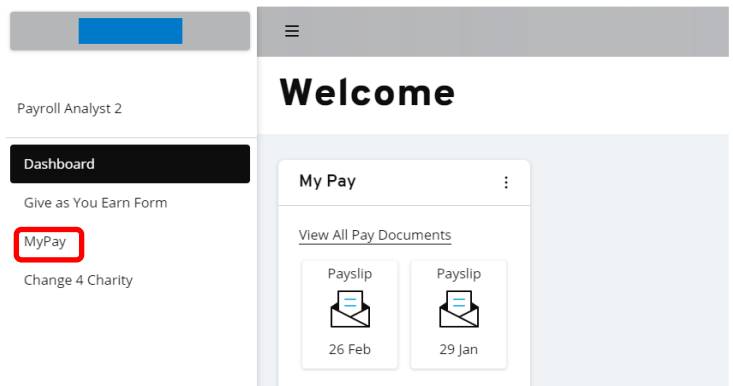 Payroll Analyst 2
Dashboard
Give as You Earn Form
MyPay
Change 4 Charity
Welcome
My Pay
View All Pay Documents
Payslip
26 Feb
Payslip
29 Jan